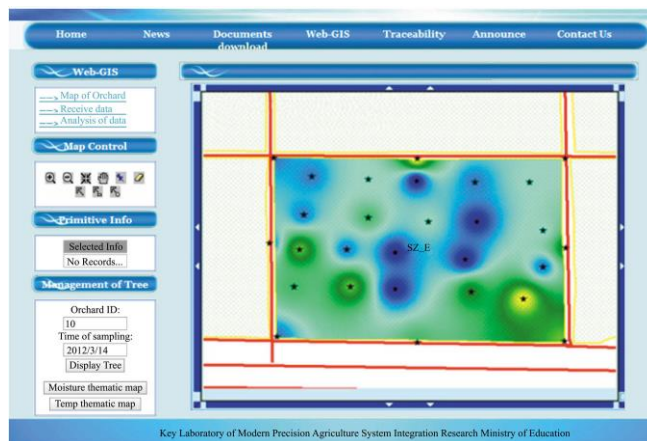 Home News Documents download Web-GIS Traceability Announce Contact Us
Web-GIS
Map of Orchard
Receive data
Analysis of data
Map Control
Primitive Info
Selected Info
No Records...
Management of Tree
Orchard ID:
10
Time of sampling:
2012/3/14
Display Tree
Moisture thematic map
Temp thematic map
SZ_E
Key Laboratory of Modern Precision Agriculture System Integration Research Ministry of Education